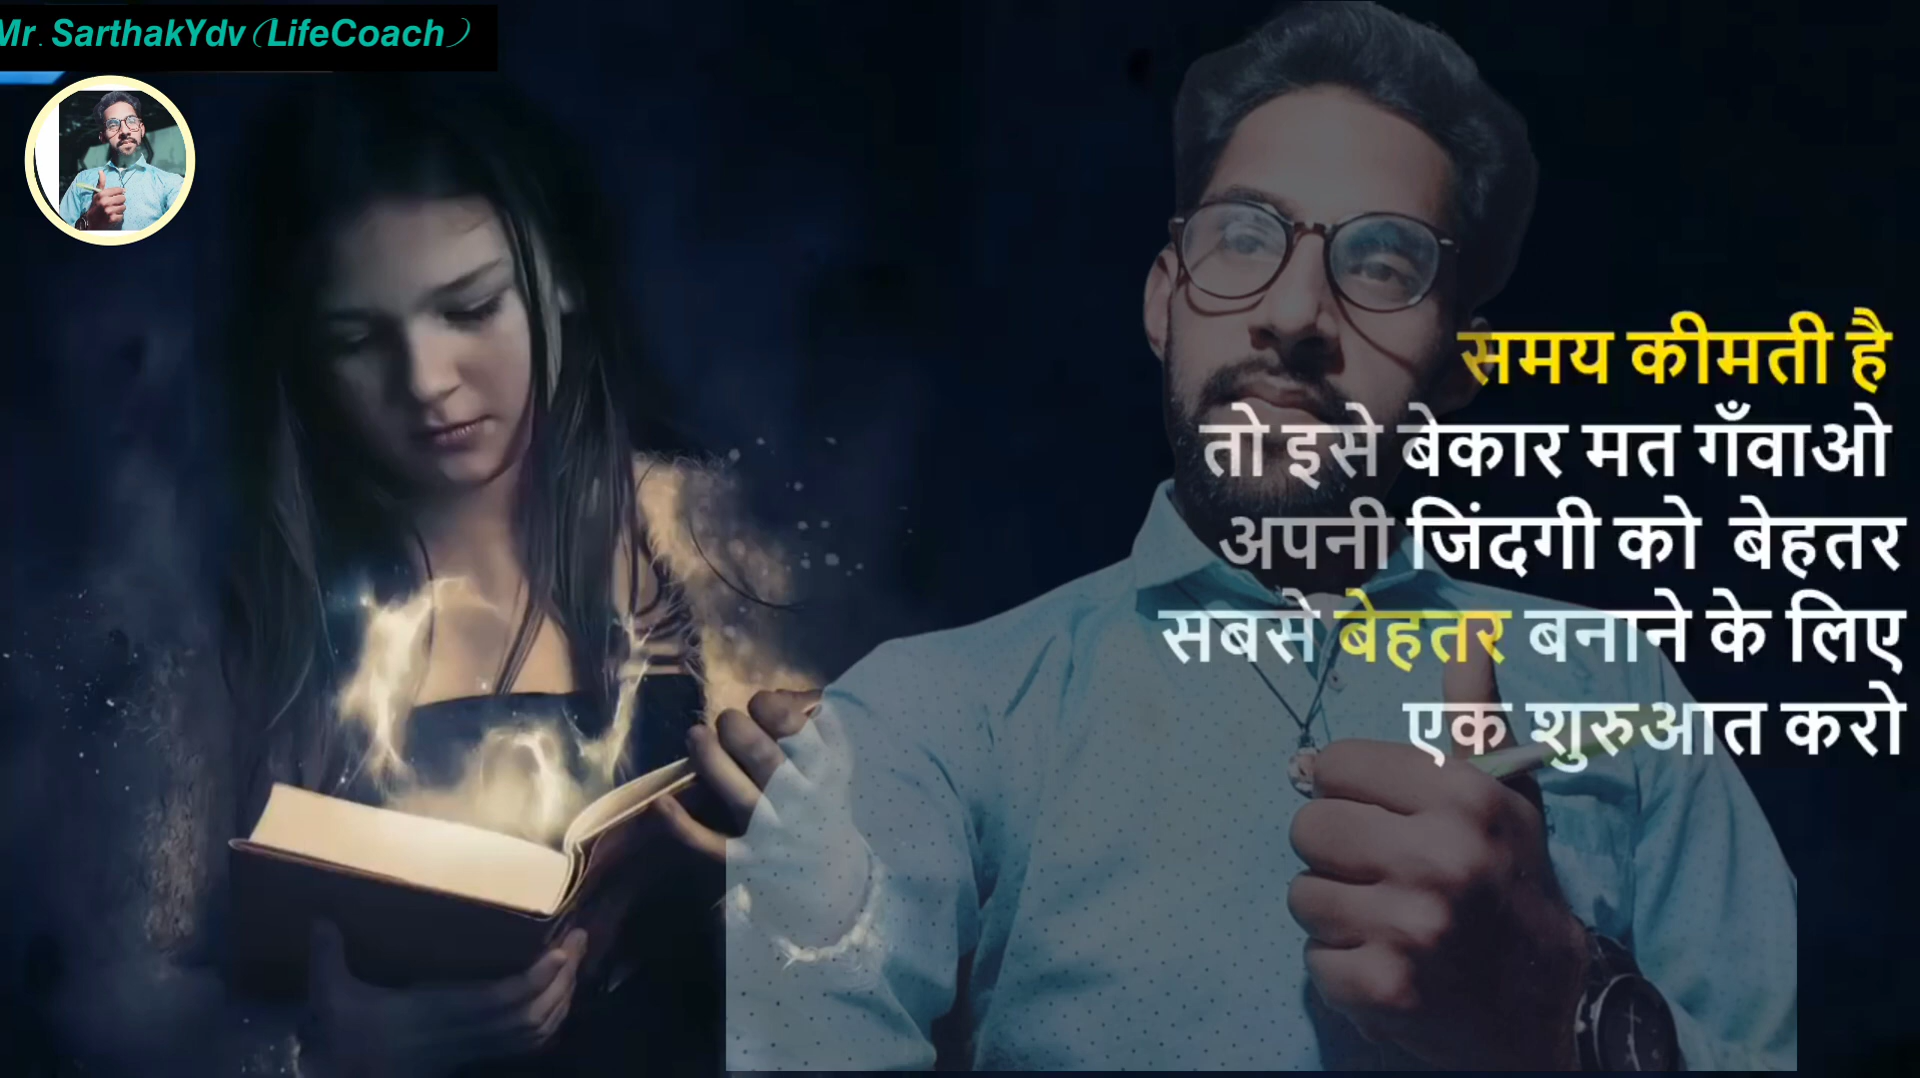 Mr. SarthakYdv (LifeCoach)
समय कीमती है
तो इसे बेकार मत गँवाओ
अपनी जिंदगी को बेहतर
सबसे बेहतर बनाने के लिए
एक शुरुआत करो